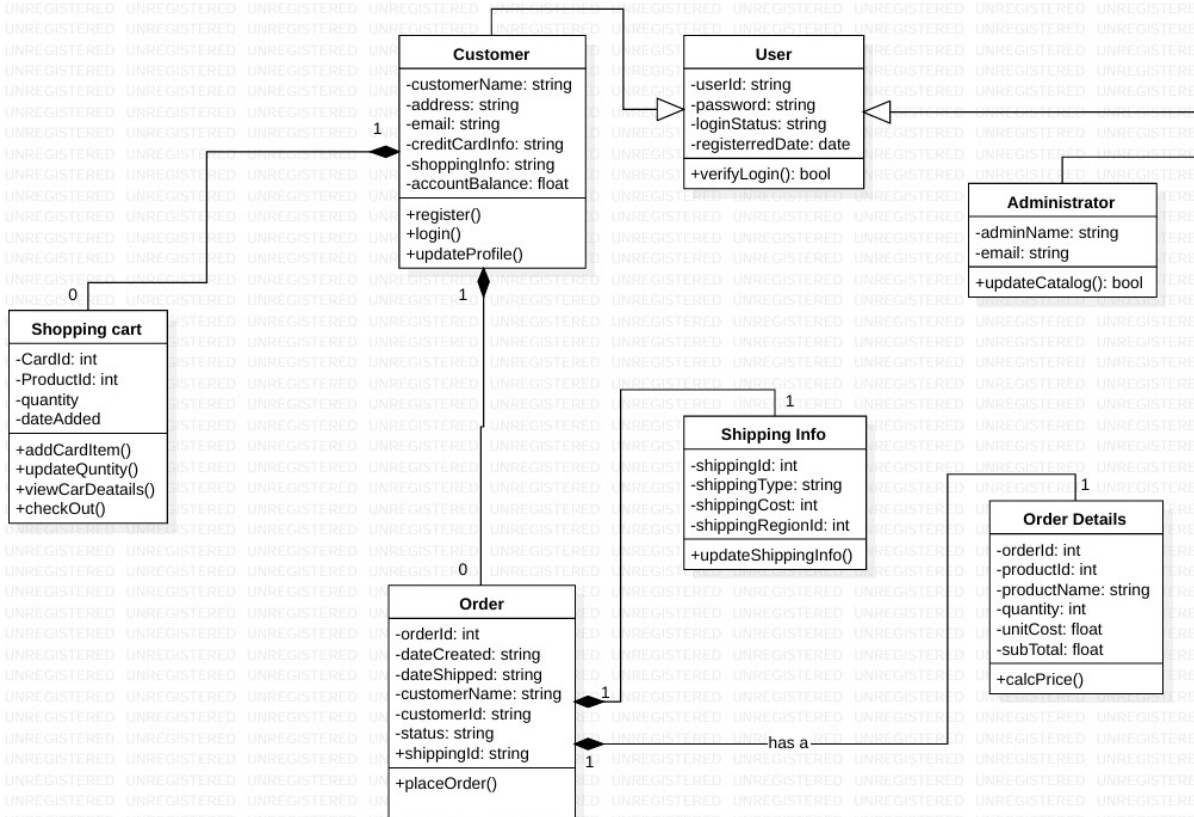 Customer
-customerName: string
-address: string
-email: string
-creditCardInfo: string
-shoppingInfo: string
-accountBalance: float
+register()
+login()
+updateProfile()
User
-userId: string
-password: string
-loginStatus: string
-registerredDate: date
+verifyLogin(): bool
Administrator
-adminName: string
-email: string
+updateCatalog(): bool
1
0
Shopping cart
-CardId: int
-ProductId: int
-quantity
-dateAdded
+addCardItem()
+updateQuntity()
+viewCarDeatails()
+checkOut()
1
0
Shipping Info
-shippingId: int
-shippingType: string
-shippingCost: int
-shippingRegionId: int
+updateShippingInfo()
1
Order Details
-orderId: int
-productId: int
-productName: string
-quantity: int
-unitCost: float
-subTotal: float
+calcPrice()
1
Order
-orderId: int
-dateCreated: string
-dateShipped: string
-customerName: string
-customerId: string
-status: string
+shippingId: string
+placeOrder()
1
has a
1
UNREGISTERED